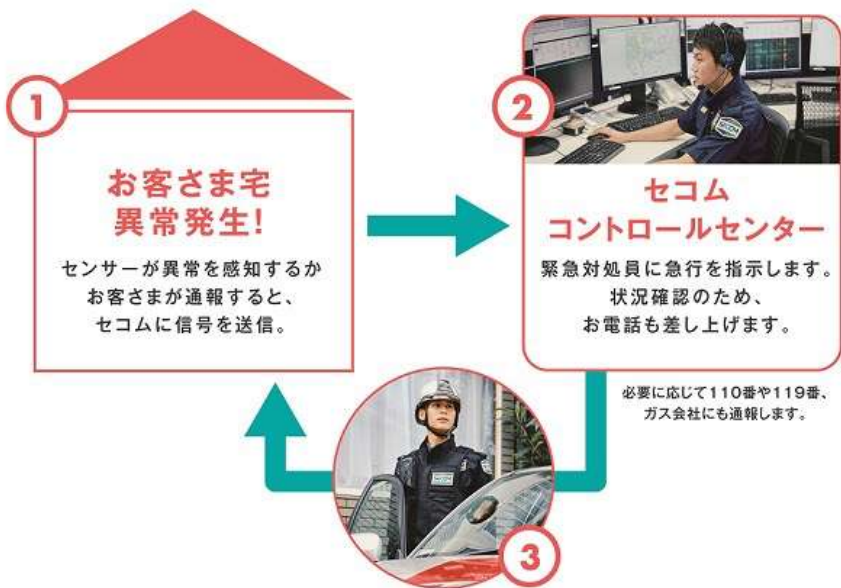 1
お客さま宅
異常発生!
センサーが異常を感知するか
お客さまが通報すると、
セコムに信号を送信。
2
セコム
コントロールセンター
緊急対処員に急行を指示します。
状況確認のため、
お電話も差し上げます。
必要に応じて110番や119番、
ガス会社にも通報します。
3